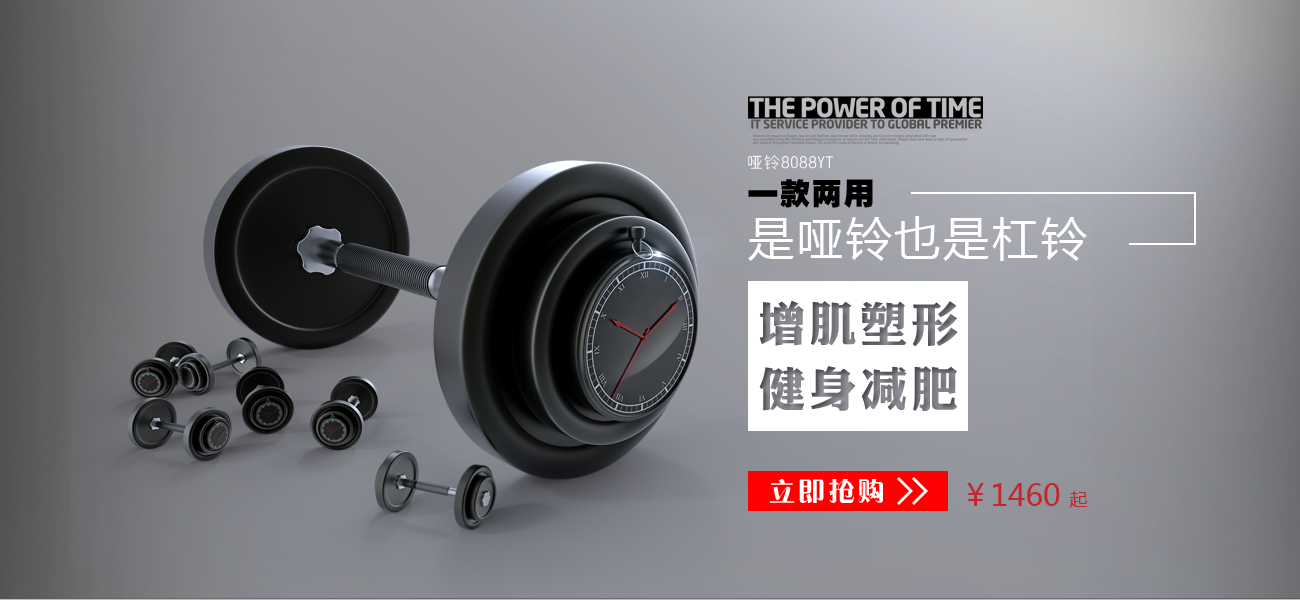 THE POWER OF TIME
IT SERVICE PROVIDER TO GLOBAL PREMIER
哑铃8088YT
一款两用
是哑铃也是杠铃
增肌塑形
健身减肥
立即抢购
¥1460 起